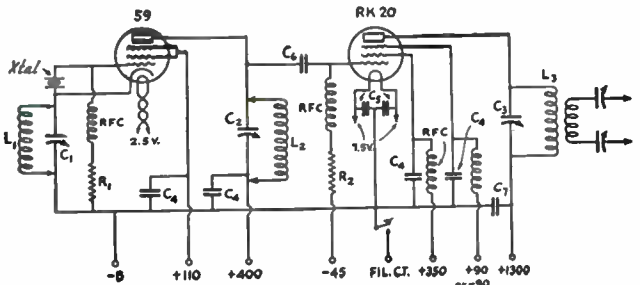 59
RK 20
Xtal
L1
C1
RFC
R1
2.5 V.
C4
C4
C2
L2
C6
RFC
R2
C5
7.5V.
C4
RFC
C4
C3
L3
C7
-B
+110
+400
-45
FIL.CT.
+350
+90
+1300